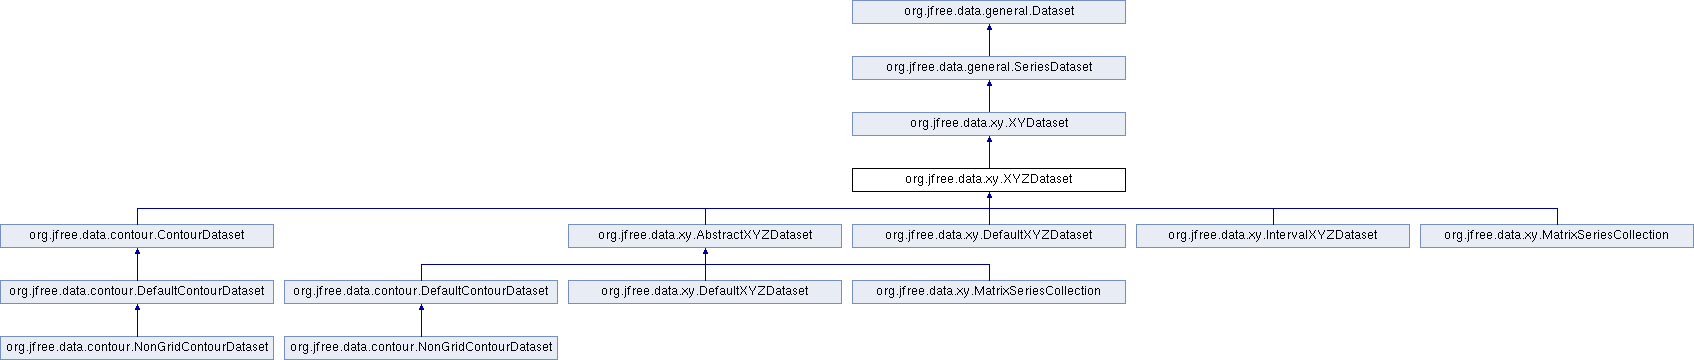 org.jfree.data.general.Dataset
org.jfree.data.general.SeriesDataset
org.jfree.data.xy.XYDataset
org.jfree.data.xy.XYZDataset
org.jfree.data.contour.ContourDataset
org.jfree.data.xy.AbstractXYZDataset
org.jfree.data.xy.DefaultXYZDataset
org.jfree.data.xy.IntervalXYZDataset
org.jfree.data.xy.MatrixSeriesCollection
org.jfree.data.contour.DefaultContourDataset
org.jfree.data.contour.DefaultContourDataset
org.jfree.data.xy.DefaultXYZDataset
org.jfree.data.xy.MatrixSeriesCollection
org.jfree.data.contour.NonGridContourDataset
org.jfree.data.contour.NonGridContourDataset